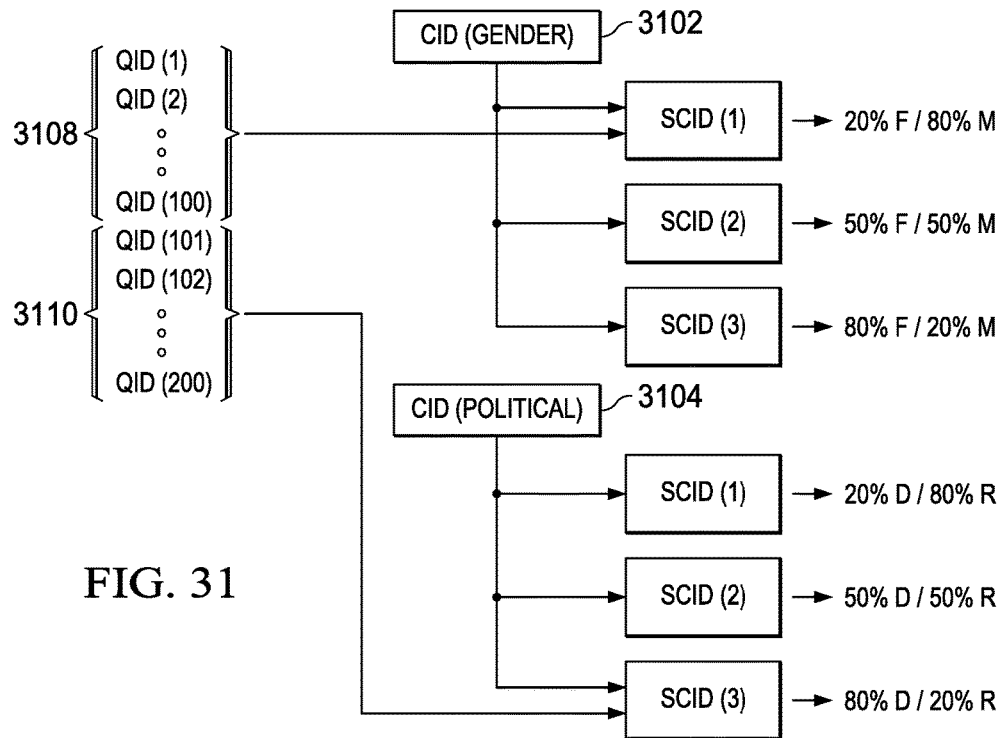 CID (GENDER)
3102
QID (1)
QID (2)
3108
QID (100)
SCID (1)
20% F / 80% M
SCID (2)
50% F / 50% M
SCID (3)
80% F / 20% M
QID (101)
QID (102)
3110
QID (200)
CID (POLITICAL)
3104
SCID (1)
20% D / 80% R
SCID (2)
50% D / 50% R
SCID (3)
80% D / 20% R
FIG. 31